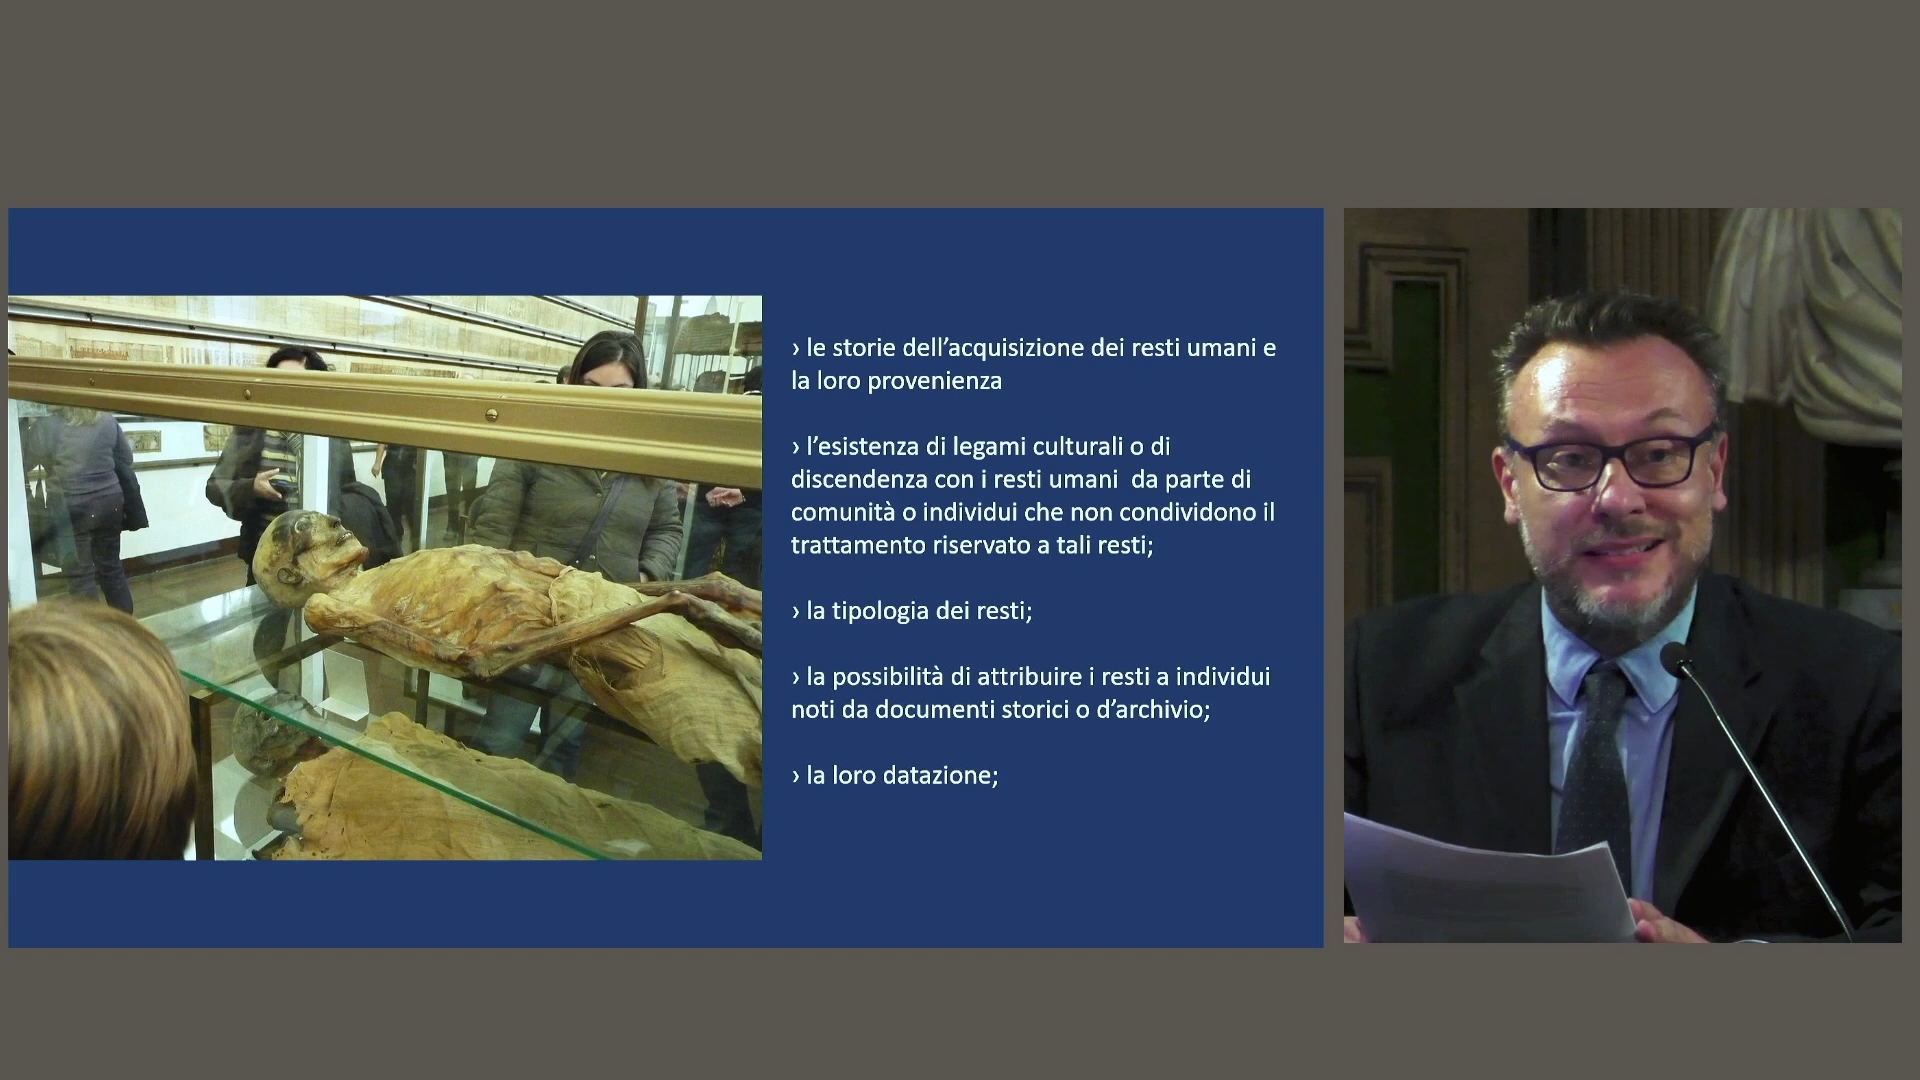 › le storie dell’acquisizione dei resti umani e
la loro provenienza
› l’esistenza di legami culturali o di
discendenza con i resti umani  da parte di
comunità o individui che non condividono il
trattamento riservato a tali resti;
› la tipologia dei resti;
› la possibilità di attribuire i resti a individui
noti da documenti storici o d’archivio;
› la loro datazione;